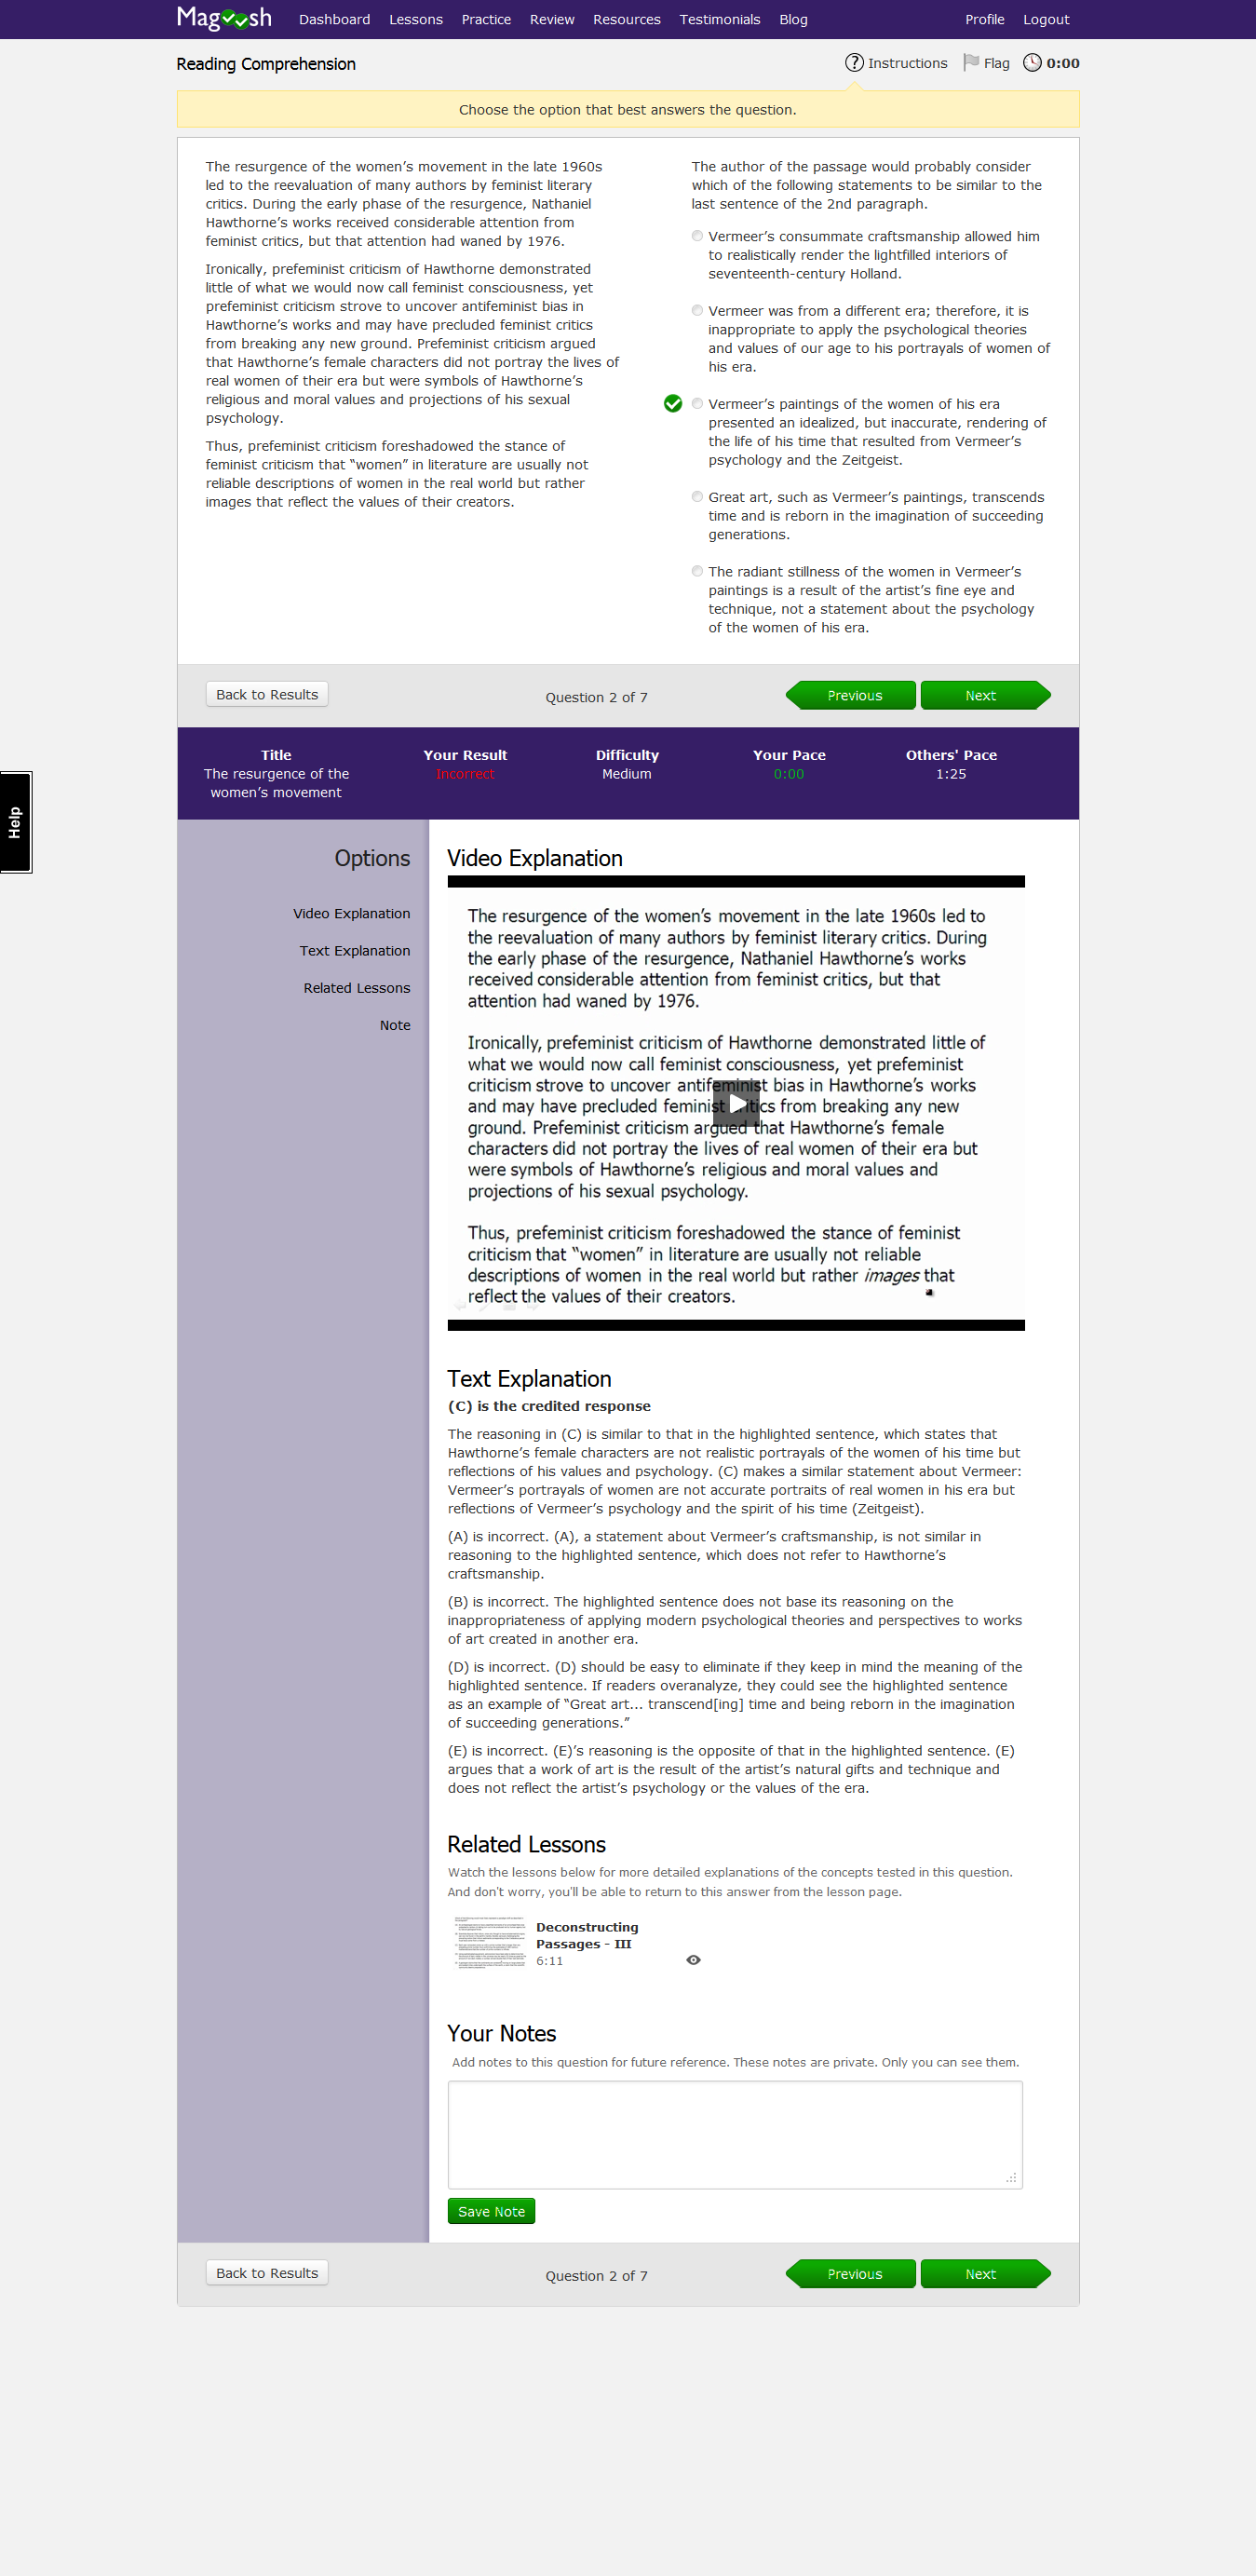 Magoosh
Dashboard Lessons Practice Review Resources Testimonials Blog Profile Logout
Reading Comprehension
Instructions Flag 0:00
Choose the option that best answers the question.
The resurgence of the women’s movement in the late 1960s
led to the reevaluation of many authors by feminist literary
critics. During the early phase of the resurgence, Nathaniel
Hawthorne’s works received considerable attention from
feminist critics, but that attention had waned by 1976.
Ironically, prefeminist criticism of Hawthorne demonstrated
little of what we would now call feminist consciousness, yet
prefeminist criticism strove to uncover antifeminist bias in
Hawthorne’s works and may have precluded feminist critics
from breaking any new ground. Prefeminist criticism argued
that Hawthorne’s female characters did not portray the lives of
real women of their era but were symbols of Hawthorne’s
religious and moral values and projections of his sexual
psychology.
Thus, prefeminist criticism foreshadowed the stance of
feminist criticism that “women” in literature are usually not
reliable descriptions of women in the real world but rather
images that reflect the values of their creators.
The author of the passage would probably consider
which of the following statements to be similar to the
last sentence of the 2nd paragraph.
Vermeer’s consummate craftsmanship allowed him
to realistically render the lightfilled interiors of
seventeenth-century Holland.
Vermeer was from a different era; therefore, it is
inappropriate to apply the psychological theories
and values of our age to his portrayals of women of
his era.
Vermeer’s paintings of the women of his era
presented an idealized, but inaccurate, rendering of
the life of his time that resulted from Vermeer’s
psychology and the Zeitgeist.
Great art, such as Vermeer’s paintings, transcends
time and is reborn in the imagination of succeeding
generations.
The radiant stillness of the women in Vermeer’s
paintings is a result of the artist’s fine eye and
technique, not a statement about the psychology
of the women of his era.
Back to Results Question 2 of 7 Previous Next
Title Your Result Difficulty Your Pace Others' Pace
The resurgence of the Incorrect Medium 0:00 1:25
women’s movement
Help
Options
Video Explanation
Text Explanation
Related Lessons
Note
Video Explanation
The resurgence of the women’s movement in the late 1960s led to
the reevaluation of many authors by feminist literary critics. During
the early phase of the resurgence, Nathaniel Hawthorne’s works
received considerable attention from feminist critics, but that
attention had waned by 1976.
Ironically, prefeminist criticism of Hawthorne demonstrated little of
what we would now call feminist consciousness, yet prefeminist
criticism strove to uncover antifeminist bias in Hawthorne’s works
and may have precluded feminist critics from breaking any new
ground. Prefeminist criticism argued that Hawthorne’s female
characters did not portray the lives of real women of their era but
were symbols of Hawthorne’s religious and moral values and
projections of his sexual psychology.
Thus, prefeminist criticism foreshadowed the stance of feminist
criticism that “women” in literature are usually not reliable
descriptions of women in the real world but rather images that
reflect the values of their creators.
Text Explanation
(C) is the credited response
The reasoning in (C) is similar to that in the highlighted sentence, which states that
Hawthorne’s female characters are not realistic portrayals of the women of his time but
reflections of his values and psychology. (C) makes a similar statement about Vermeer:
Vermeer’s portrayals of women are not accurate portraits of real women in his era but
reflections of Vermeer’s psychology and the spirit of his time (Zeitgeist).
(A) is incorrect. (A), a statement about Vermeer’s craftsmanship, is not similar in
reasoning to the highlighted sentence, which does not refer to Hawthorne’s
craftsmanship.
(B) is incorrect. The highlighted sentence does not base its reasoning on the
inappropriateness of applying modern psychological theories and perspectives to works
of art created in another era.
(D) is incorrect. (D) should be easy to eliminate if they keep in mind the meaning of the
highlighted sentence. If readers overanalyze, they could see the highlighted sentence
as an example of “Great art... transcend[ing] time and being reborn in the imagination
of succeeding generations.”
(E) is incorrect. (E)’s reasoning is the opposite of that in the highlighted sentence. (E)
argues that a work of art is the result of the artist’s natural gifts and technique and
does not reflect the artist’s psychology or the values of the era.
Related Lessons
Watch the lessons below for more detailed explanations of the concepts tested in this question.
And don't worry, you'll be able to return to this answer from the lesson page.
Deconstructing
Passages - III
6:11
Your Notes
Add notes to this question for future reference. These notes are private. Only you can see them.
Save Note
Back to Results Question 2 of 7 Previous Next